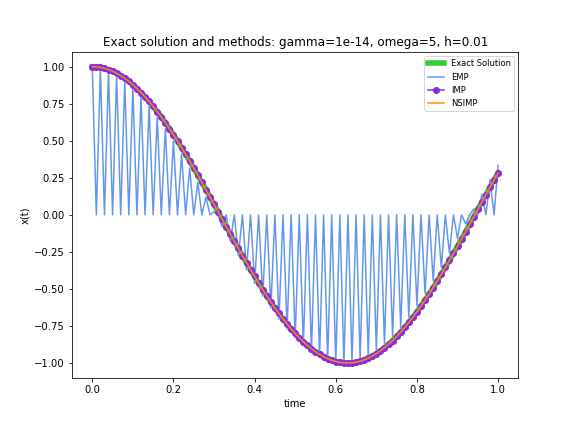 Exact solution and methods: gamma=1e-14, omega=5, h=0.01
Exact Solution
EMP
IMP
NSIMP
1.00
0.75
0.50
0.25
0.00
−0.25
−0.50
−0.75
−1.00
x(t)
0.0 0.2 0.4 0.6 0.8 1.0
time